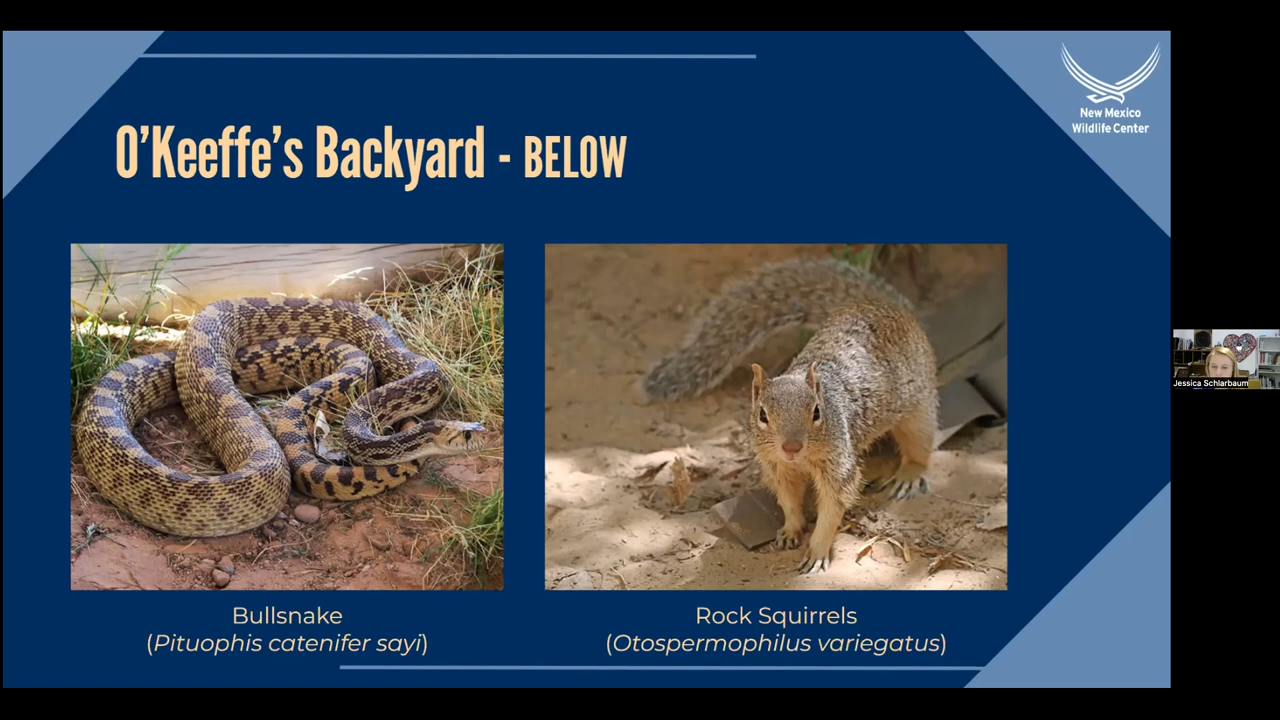 O'Keeffe's Backyard - BELOW
New Mexico
Wildlife Center
Bullsnake
(Pituophis catenifer sayi)
Rock Squirrels
(Otospermophilus variegatus)
Jessica Schlarbaum